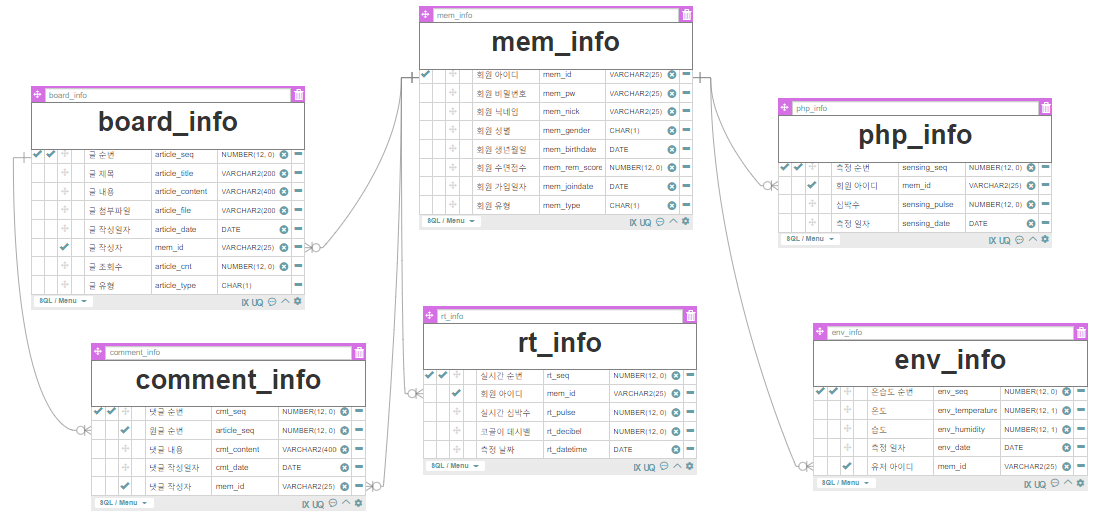 mem_info
mem_info
회원 아이디 mem_id VARCHAR2(25)
회원 비밀번호 mem_pw VARCHAR2(25)
회원 닉네임 mem_nick VARCHAR2(25)
회원 성별 mem_gender CHAR(1)
회원 생년월일 mem_birthdate DATE
회원 수면점수 mem_rem_score NUMBER(12, 0)
회원 가입일자 mem_joindate DATE
회원 유형 mem_type CHAR(1)
SQL / Menu IX UQ
board_info
board_info
글 순번 article_seq NUMBER(12, 0)
글 제목 article_title VARCHAR2(200
글 내용 article_content VARCHAR2(400
글 첨부파일 article_file VARCHAR2(200
글 작성일자 article_date DATE
글 작성자 mem_id VARCHAR2(25)
글 조회수 article_cnt NUMBER(12, 0)
글 유형 article_type CHAR(1)
SQL / Menu IX UQ
php_info
php_info
측정 순번 sensing_seq NUMBER(12, 0)
회원 아이디 mem_id VARCHAR2(25)
심박수 sensing_pulse NUMBER(12, 0)
측정 일자 sensing_date DATE
SQL / Menu IX UQ
comment_info
comment_info
댓글 순번 cmt_seq NUMBER(12, 0)
원글 순번 article_seq NUMBER(12, 0)
댓글 내용 cmt_content VARCHAR2(400
댓글 작성일자 cmt_date DATE
댓글 작성자 mem_id VARCHAR2(25)
SQL / Menu IX UQ
rt_info
rt_info
실시간 순번 rt_seq NUMBER(12, 0)
회원 아이디 mem_id VARCHAR2(25)
실시간 심박수 rt_pulse NUMBER(12, 0)
코골이 데시벨 rt_decibel NUMBER(12, 0)
측정 날짜 rt_datetime DATE
SQL / Menu IX UQ
env_info
env_info
온습도 순번 env_seq NUMBER(12, 0)
온도 env_temperature NUMBER(12, 1)
습도 env_humidity NUMBER(12, 1)
측정 일자 env_date DATE
유저 아이디 mem_id VARCHAR2(25)
SQL / Menu IX UQ